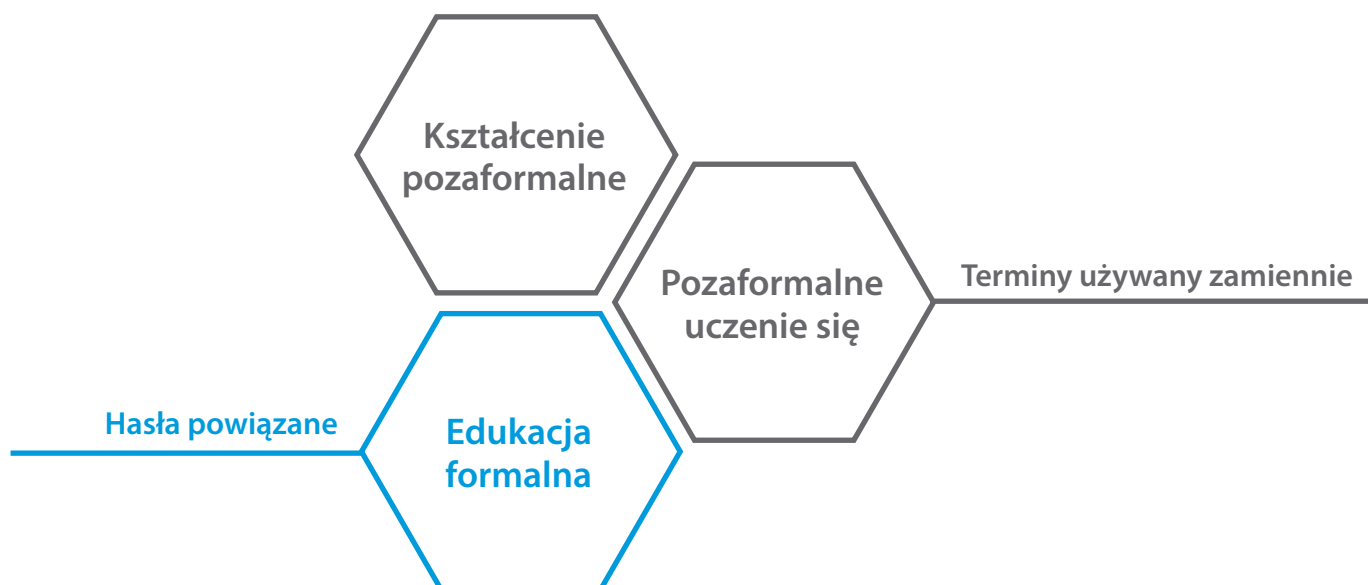 Kształcenie
pozaformalne
Pozaformalne
uczenie się
Terminy używany zamiennie
Hasła powiązane
Edukacja
formalna